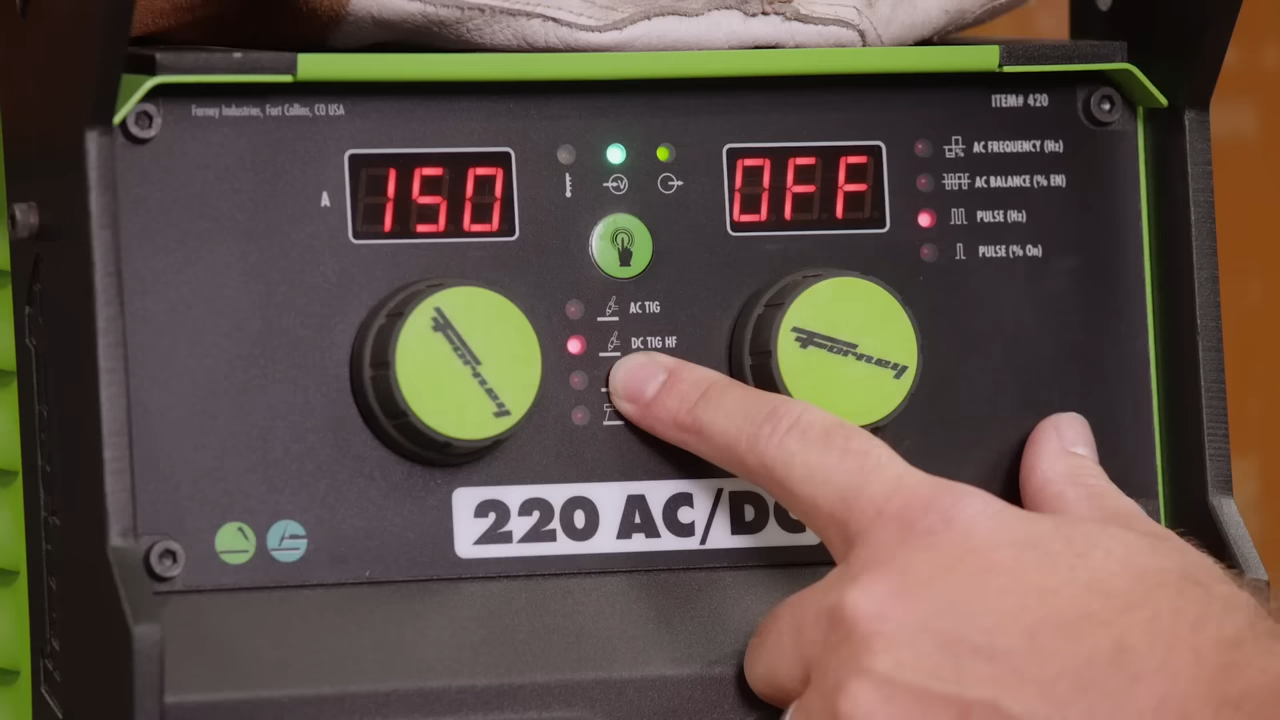 Forney Industries, Fort Collins, CO USA
ITEM# 420
A
150
V
OFF
AC FREQUENCY (Hz)
AC BALANCE (% EN)
PULSE (Hz)
PULSE (% On)
AC TIG
DC TIG HF
Forney
Forney
220 AC/DC